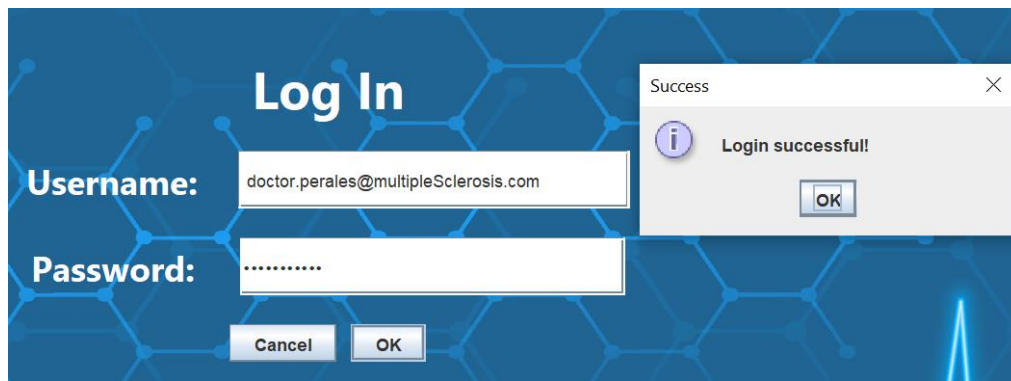 Log In
Username:
doctor.perales@multipleSclerosis.com
Password:
...........
Cancel
OK
Success
Login successful!
OK